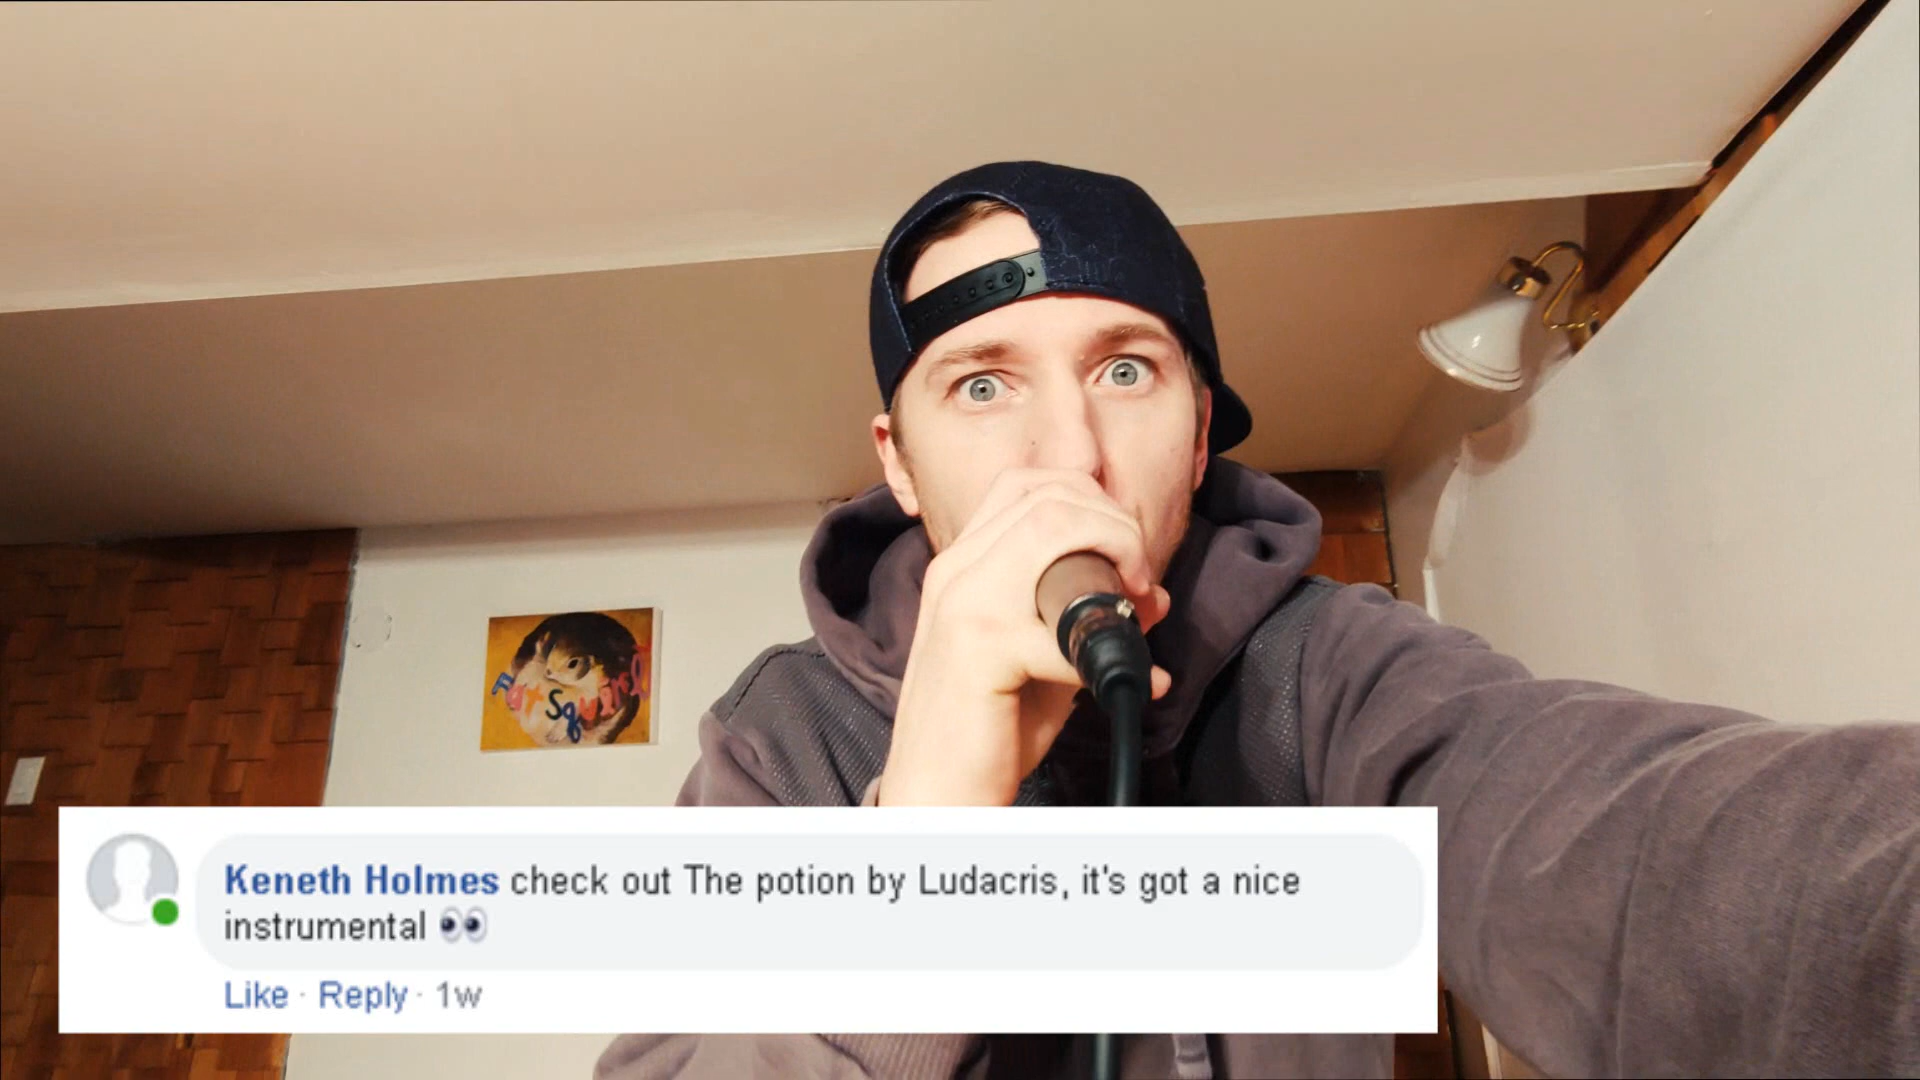 Fat Squirrel
Keneth Holmes check out The potion by Ludacris, it's got a nice
instrumental 👀
Like · Reply · 1w